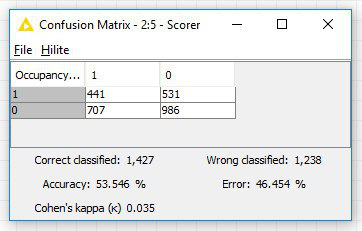 Confusion Matrix - 2:5 - Scorer
File Hilite
Occupancy... 1 0
1 441 531
0 707 986
Correct classified: 1,427 Wrong classified: 1,238
Accuracy: 53.546 % Error: 46.454 %
Cohen's kappa (κ) 0.035